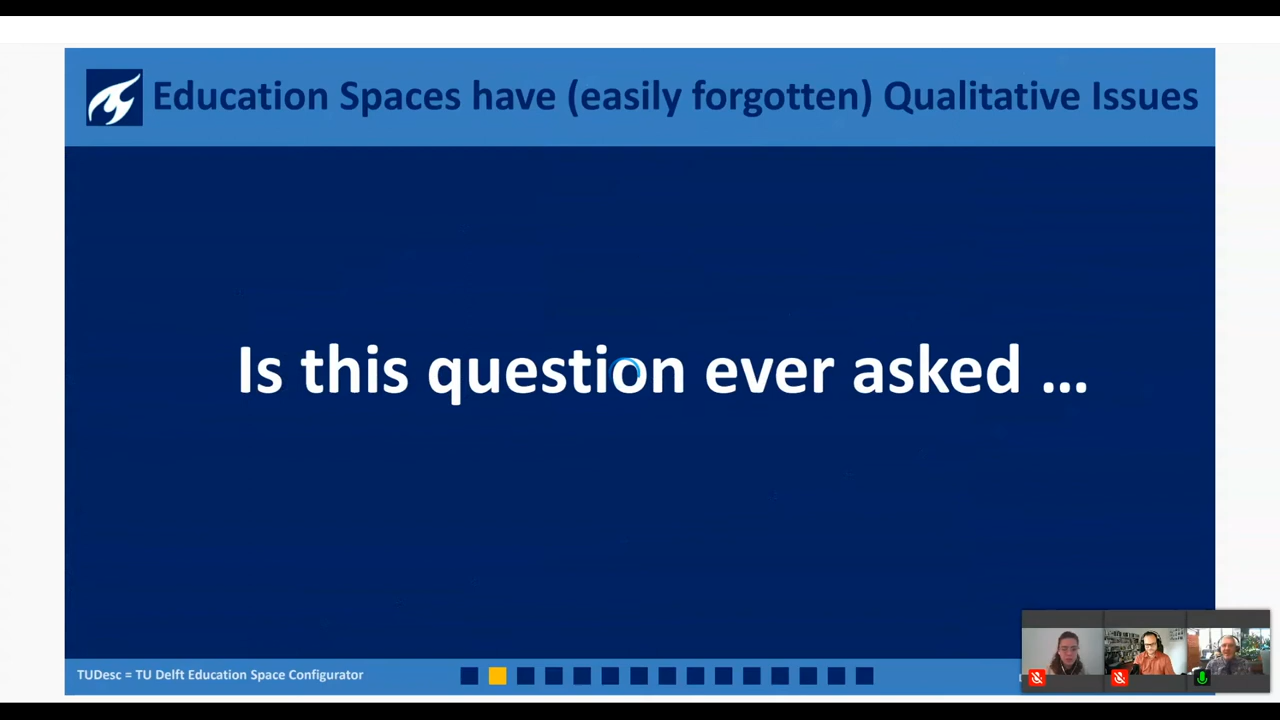 Education Spaces have (easily forgotten) Qualitative Issues
Is this question ever asked ...
TUDesc = TU Delft Education Space Configurator